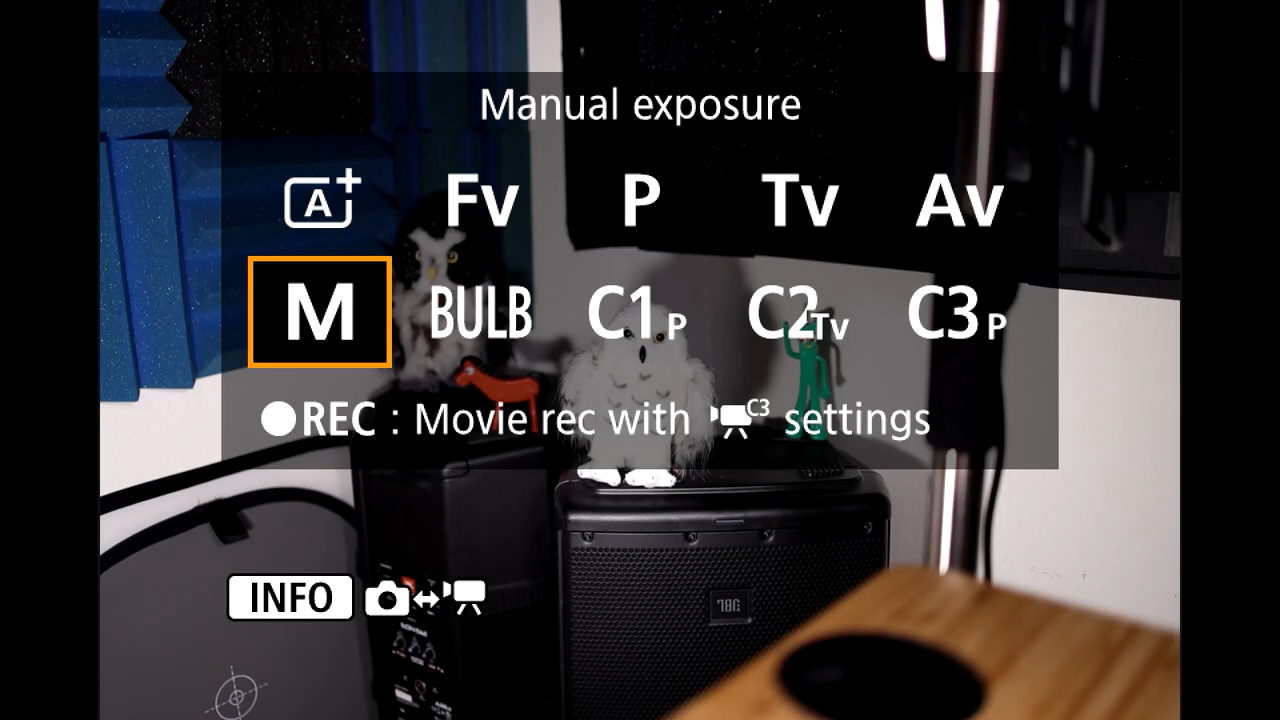 Manual exposure
A+ Fv P Tv Av
M BULB C1P C2Tv C3P
●REC : Movie rec with C3 settings
INFO
JBL